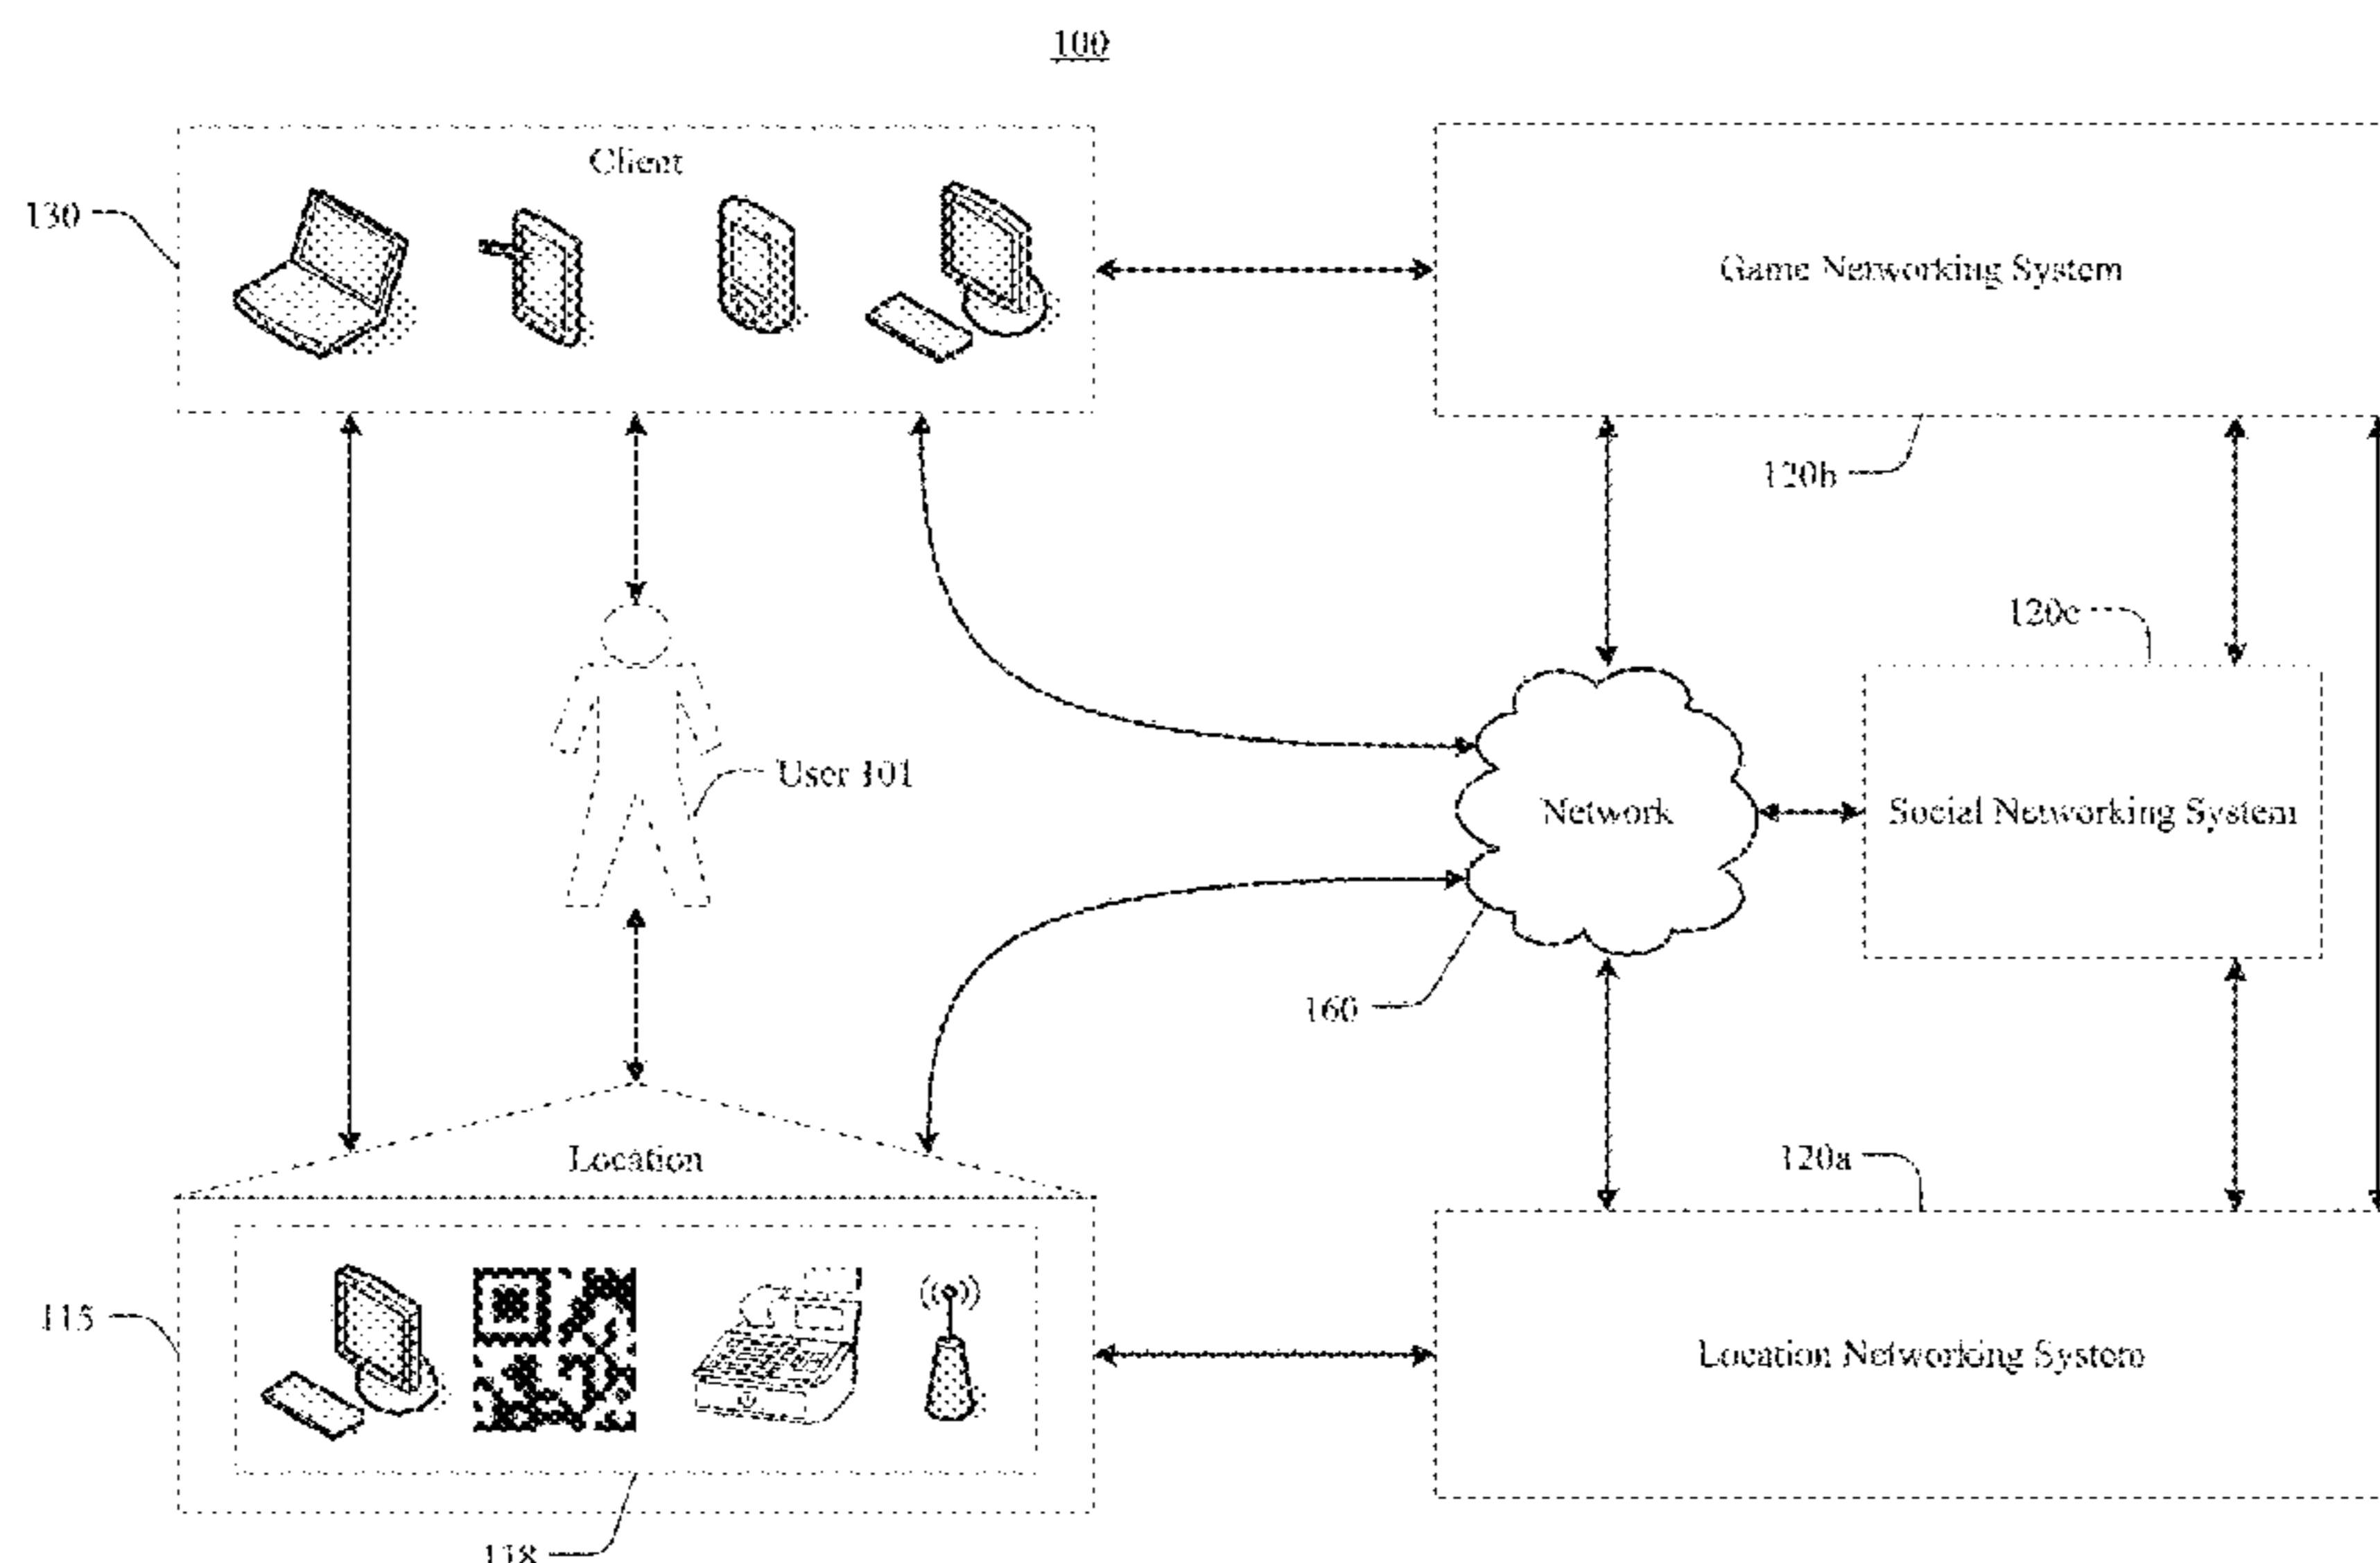 100
Client
130
Game Networking System
120b
120c
User 101
Network
Social Networking System
160
Location
120a
115
Location Networking System
118